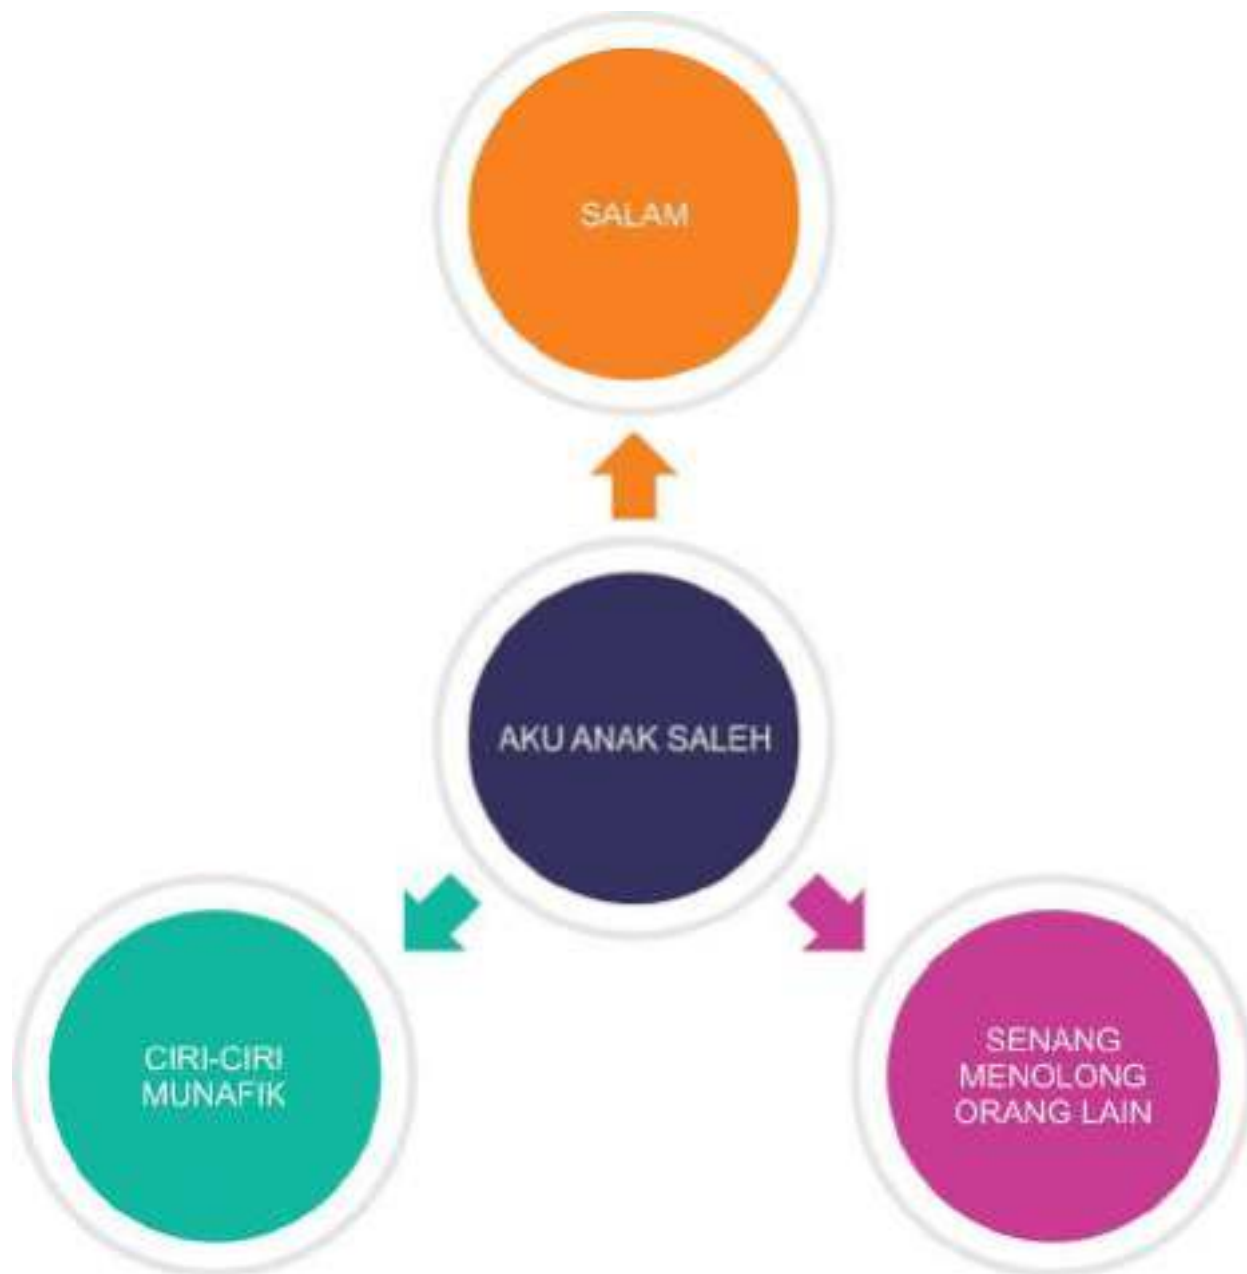 SALAM
AKU ANAK SALEH
CIRI-CIRI
MUNAFIK
SENANG
MENOLONG
ORANG LAIN